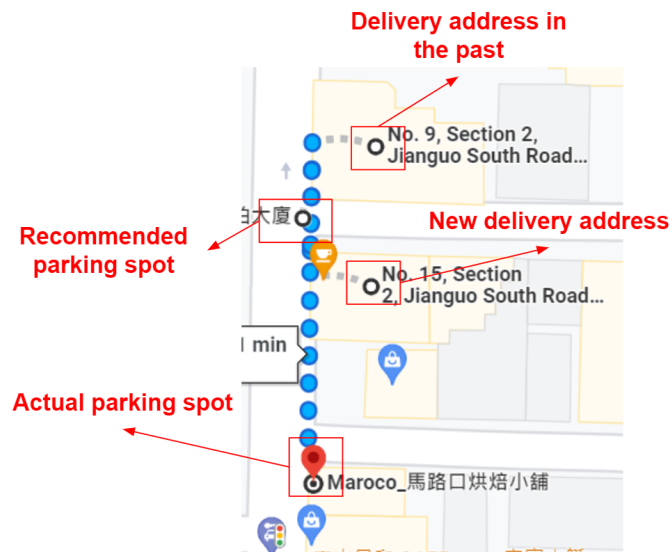 Delivery address in
the past
No. 9, Section 2,
Jianguo South Road...
大廈
Recommended
parking spot
New delivery address
No. 15, Section
2, Jianguo South Road...
min
Actual parking spot
Maroco_馬路口烘焙小舖